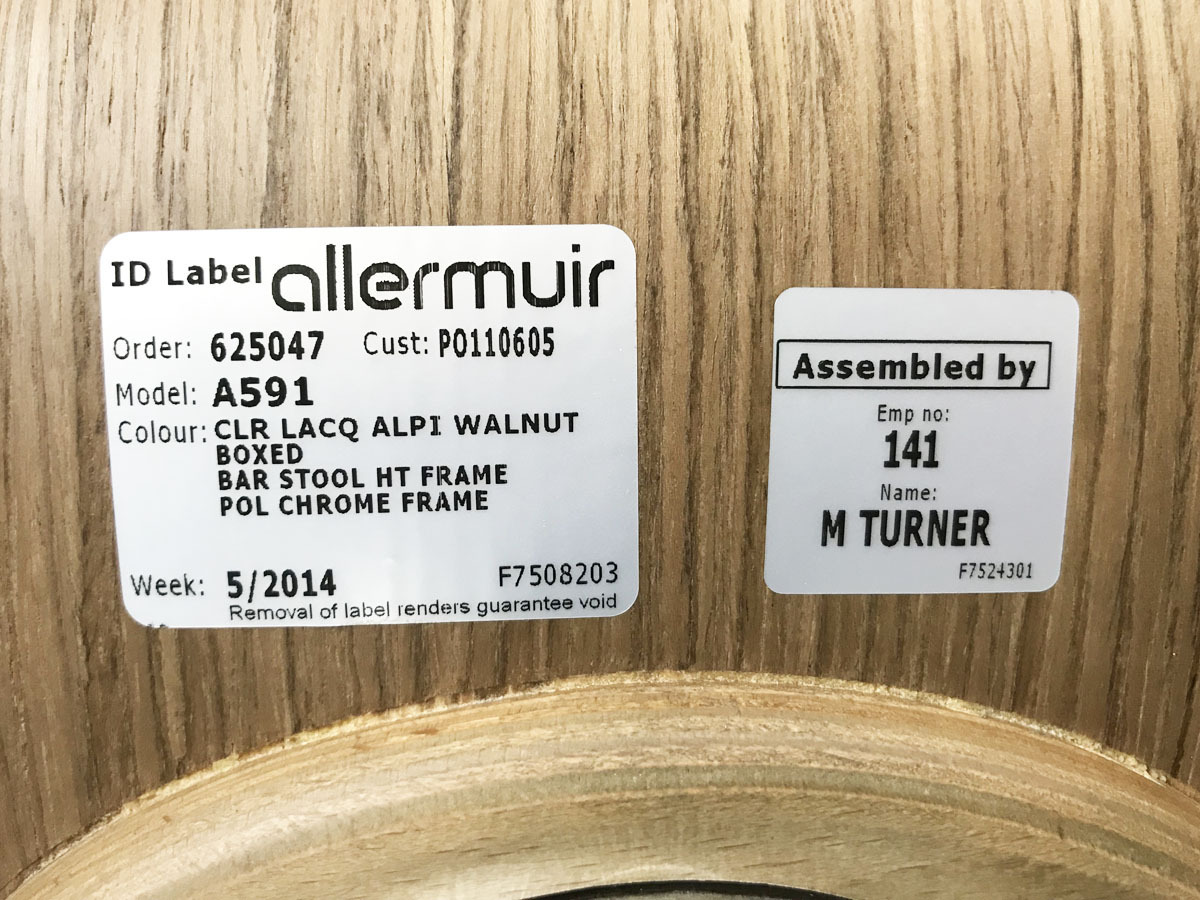 ID Label allermuir
Order: 625047 Cust: PO110605
Model: A591
Colour: CLR LACQ ALPI WALNUT
BOXED
BAR STOOL HT FRAME
POL CHROME FRAME
Week: 5/2014 F7508203
Removal of label renders guarantee void
Assembled by
Emp no:
141
Name:
M TURNER
F7524301